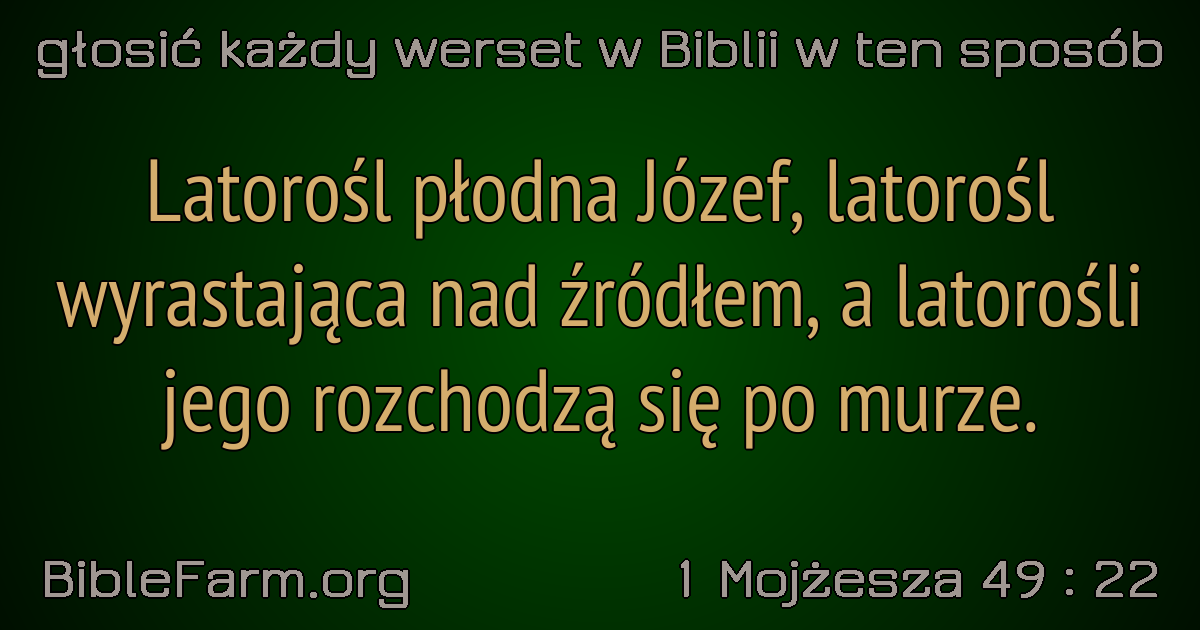 głosić każdy werset w Biblii w ten sposób
Latorośl płodna Józef, latorośl
wyrastająca nad źródłem, a latorośli
jego rozchodzą się po murze.
BibleFarm.org
1 Mojżesza 49 : 22